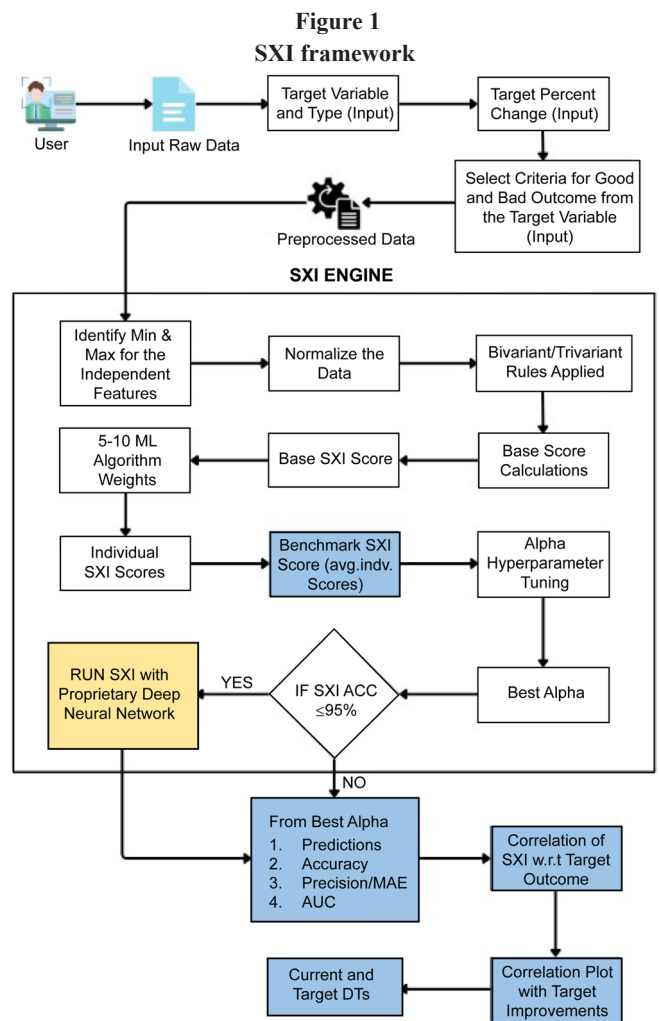 Figure 1
SXI framework
User
Input Raw Data
Target Variable
and Type (Input)
Target Percent
Change (Input)
Select Criteria for Good
and Bad Outcome from
the Target Variable
(Input)
Preprocessed Data
SXI ENGINE
Identify Min &
Max for the
Independent
Features
Normalize the
Data
Bivariant/Trivariant
Rules Applied
Base Score
Calculations
Base SXI Score
5-10 ML
Algorithm
Weights
Individual
SXI Scores
Benchmark SXI
Score (avg.indv.
Scores)
Alpha
Hyperparameter
Tuning
Best Alpha
IF SXI ACC
≤95%
YES
RUN SXI with
Proprietary Deep
Neural Network
NO
From Best Alpha
1. Predictions
2. Accuracy
3. Precision/MAE
4. AUC
Correlation of
SXI w.r.t Target
Outcome
Correlation Plot
with Target
Improvements
Current and
Target DTs